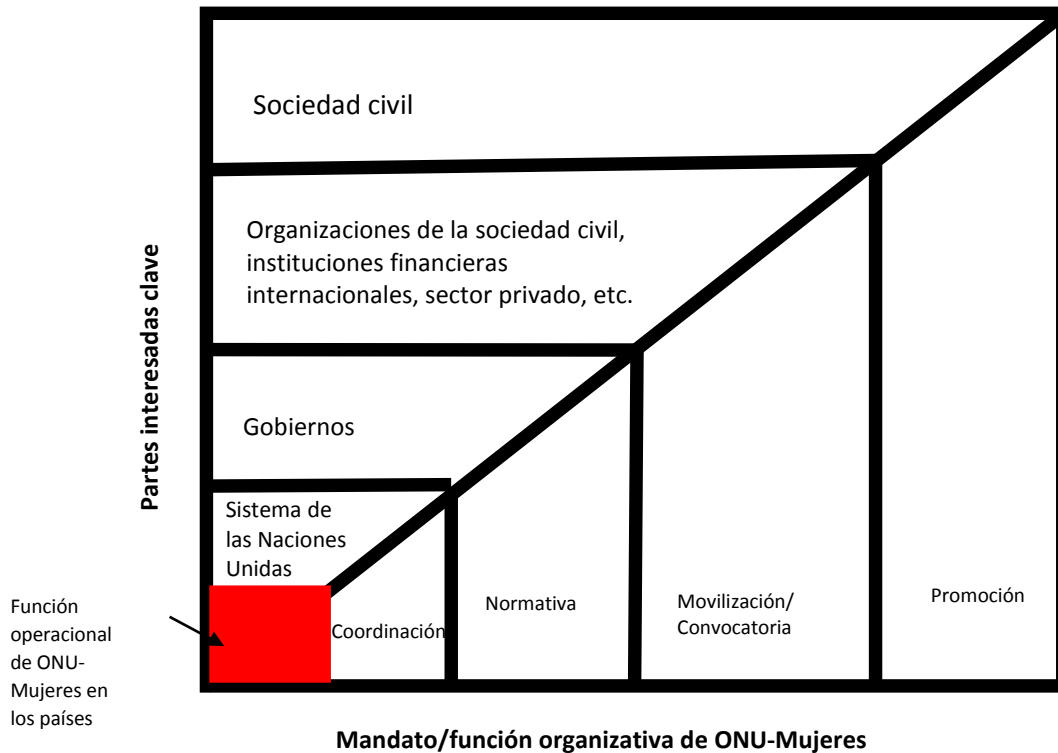 Sociedad civil
Organizaciones de la sociedad civil,
instituciones financieras
internacionales, sector privado, etc.
Partes interesadas clave
Gobiernos
Sistema de
las Naciones
Unidas
Función
operacional
de ONU-
Mujeres en
los países
Coordinación
Normativa
Movilización/
Convocatoria
Promoción
Mandato/función organizativa de ONU-Mujeres